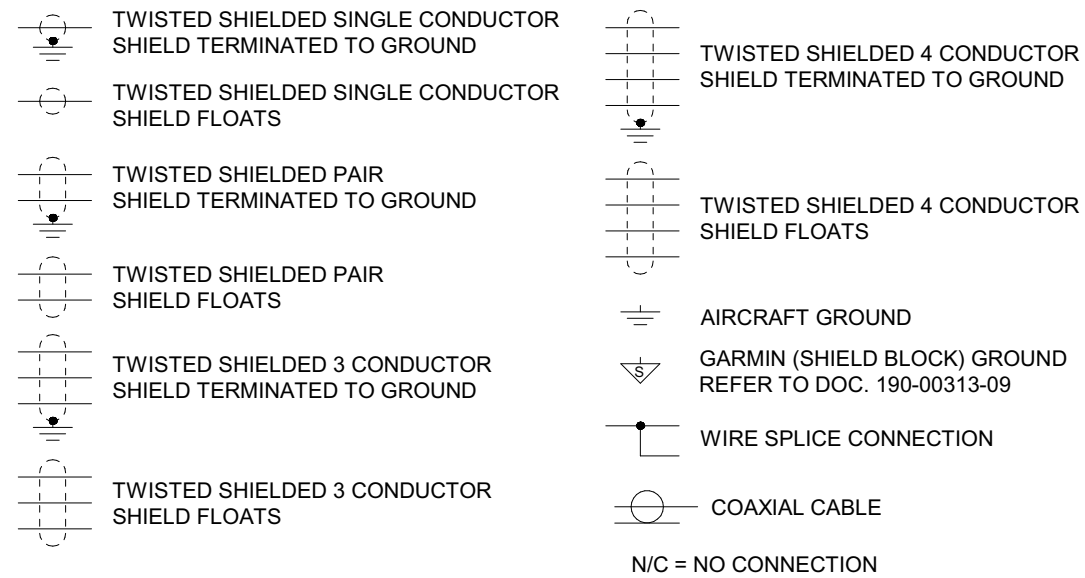 TWISTED SHIELDED SINGLE CONDUCTOR
SHIELD TERMINATED TO GROUND
TWISTED SHIELDED SINGLE CONDUCTOR
SHIELD FLOATS
TWISTED SHIELDED PAIR
SHIELD TERMINATED TO GROUND
TWISTED SHIELDED PAIR
SHIELD FLOATS
TWISTED SHIELDED 3 CONDUCTOR
SHIELD TERMINATED TO GROUND
TWISTED SHIELDED 3 CONDUCTOR
SHIELD FLOATS
TWISTED SHIELDED 4 CONDUCTOR
SHIELD TERMINATED TO GROUND
TWISTED SHIELDED 4 CONDUCTOR
SHIELD FLOATS
AIRCRAFT GROUND
S
GARMIN (SHIELD BLOCK) GROUND
REFER TO DOC. 190-00313-09
WIRE SPLICE CONNECTION
COAXIAL CABLE
N/C = NO CONNECTION